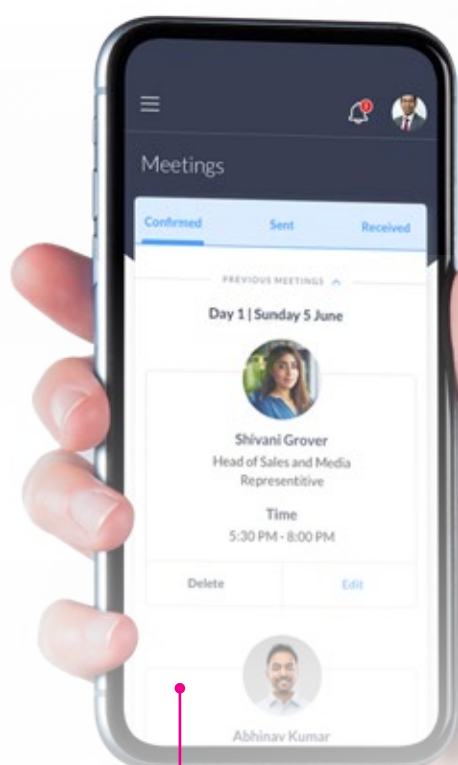 Meetings
Confirmed Sent Received
PREVIOUS MEETINGS
Day 1 | Sunday 5 June
Shivani Grover
Head of Sales and Media
Representitive
Time
5:30 PM - 8:00 PM
Delete Edit
Abhinav Kumar